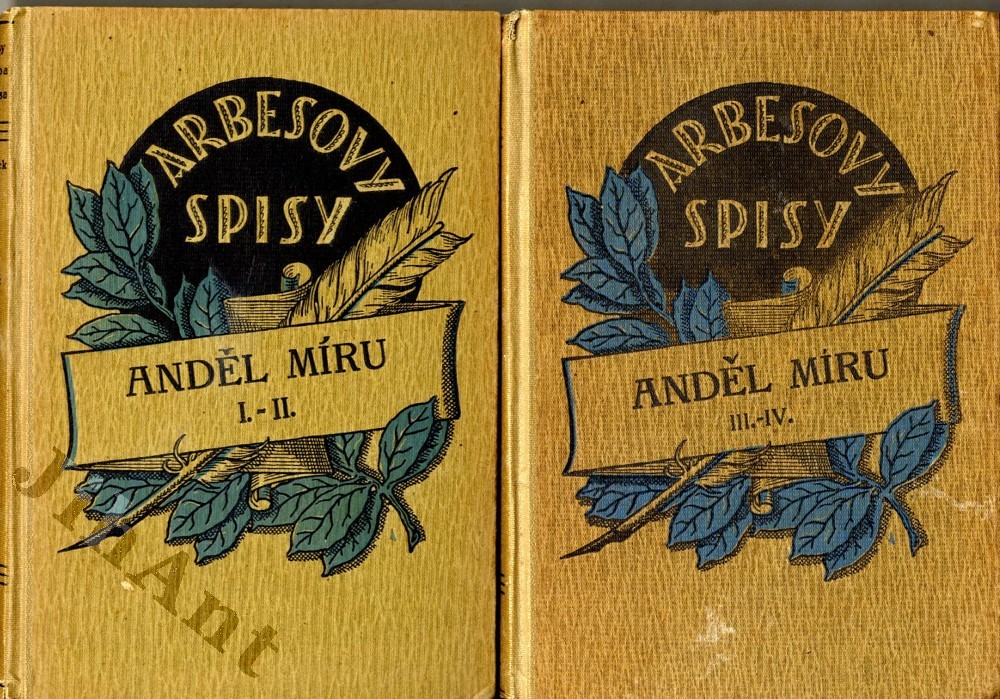 ARBESOVY
SPISY
ANDĚL MÍRU
I.-II.
ARBESOVY
SPISY
ANDĚL MÍRU
III.-IV.